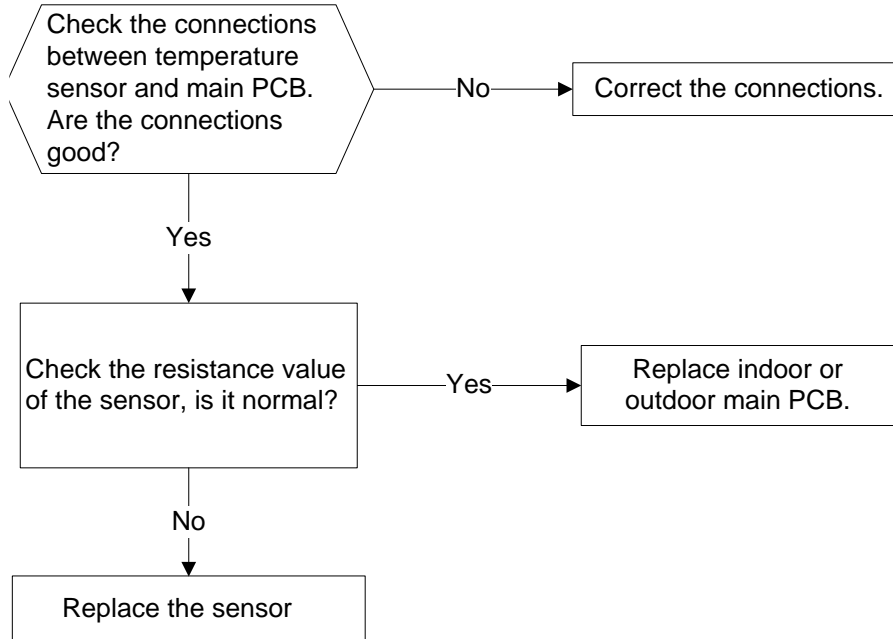 Check the connections
between temperature
sensor and main PCB.
Are the connections
good?
No
Correct the connections.
Yes
Check the resistance value
of the sensor, is it normal?
Yes
Replace indoor or
outdoor main PCB.
No
Replace the sensor